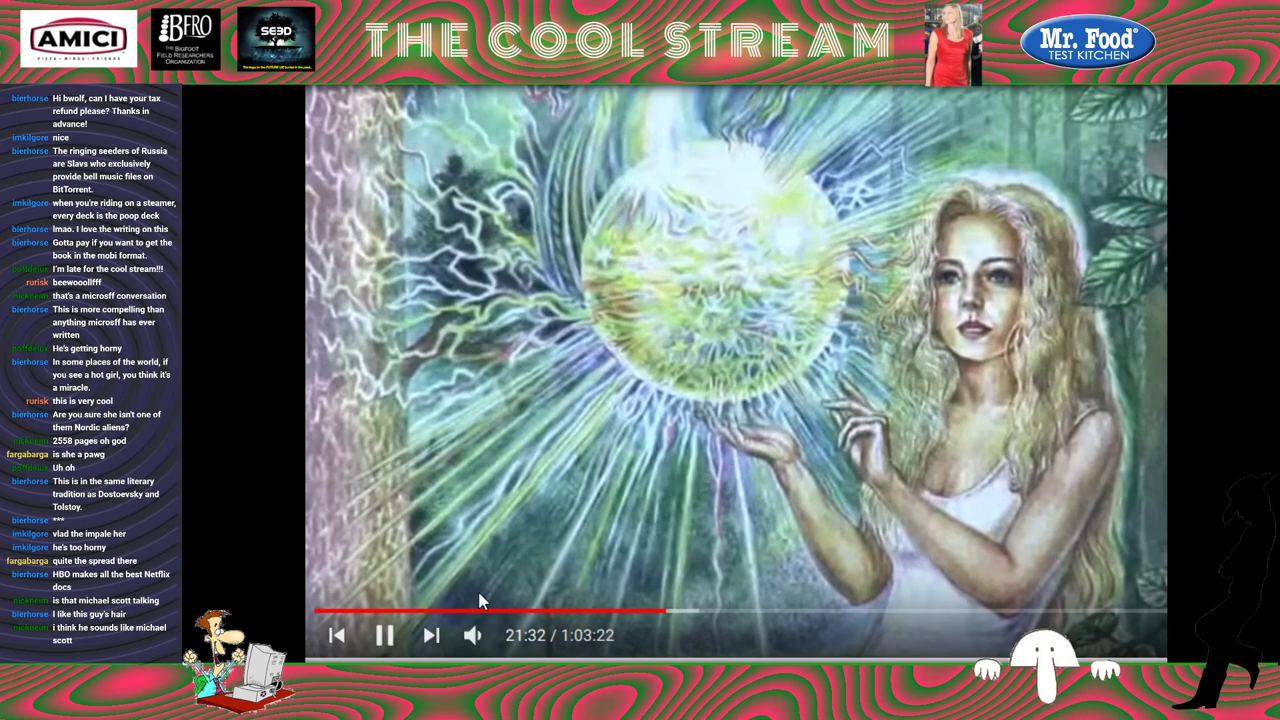 AMICI
PIZZA • WINGS • FRIENDS
BFRO
THE BIGFOOT
FIELD RESEARCHERS
ORGANIZATION
SEED
THE COOL STREAM
Mr. Food®
TEST KITCHEN
bierhorse Hi bwolf, can I have your tax
refund please? Thanks in
advance!
imkilgore nice
bierhorse The ringing seeders of Russia
are Slavs who exclusively
provide bell music files on
BitTorrent.
imkilgore when you're riding on a steamer,
every deck is the poop deck
bierhorse lmao. I love the writing on this
bierhorse Gotta pay if you want to get the
book in the mobi format.
poffdelux I'm late for the cool stream!!!
rurisk beewooollfff
nickneim that's a microsff conversation
bierhorse This is more compelling than
anything microsff has ever
written
poffdelux He's getting horny
bierhorse In some places of the world, if
you see a hot girl, you think it's
a miracle.
rurisk this is very cool
bierhorse Are you sure she isn't one of
them Nordic aliens?
nickneim 2558 pages oh god
fargabarga is she a pawg
poffdelux Uh oh
bierhorse This is in the same literary
tradition as Dostoevsky and
Tolstoy.
bierhorse ***
imkilgore vlad the impale her
imkilgore he's too horny
fargabarga quite the spread there
bierhorse HBO makes all the best Netflix
docs
nickneim is that michael scott talking
bierhorse I like this guy's hair
nickneim i think he sounds like michael
scott
21:32 / 1:03:22